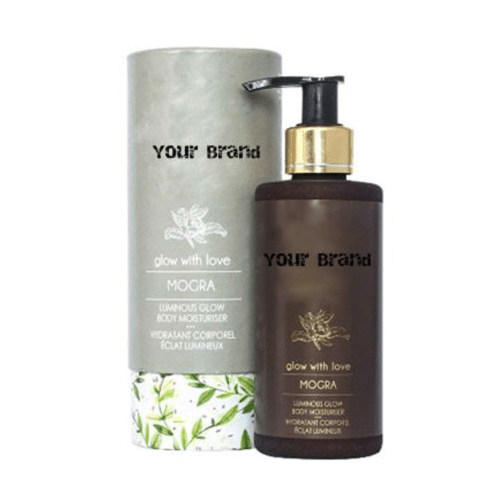 Your Brand
glow with love
MOGRA
LUMINOUS GLOW
BODY MOISTURISER
HYDRATANT CORPOREL
ÉCLAT LUMINEUX
Your Brand
glow with love
MOGRA
LUMINOUS GLOW
BODY MOISTURISER
HYDRATANT CORPOREL
ÉCLAT LUMINEUX